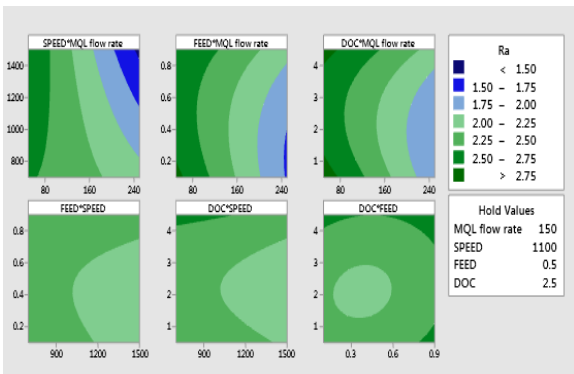 SPEED*MQL flow rate
FEED*MQL flow rate
DOC*MQL flow rate
1400
1200
1000
800
80 160 240
0.8
0.6
0.4
0.2
80 160 240
4
3
2
1
80 160 240
Ra
< 1.50
1.50 – 1.75
1.75 – 2.00
2.00 – 2.25
2.25 – 2.50
2.50 – 2.75
> 2.75
FEED*SPEED
DOC*SPEED
DOC*FEED
0.8
0.6
0.4
0.2
900 1200 1500
4
3
2
1
900 1200 1500
4
3
2
1
0.3 0.6 0.9
Hold Values
MQL flow rate 150
SPEED 1100
FEED 0.5
DOC 2.5